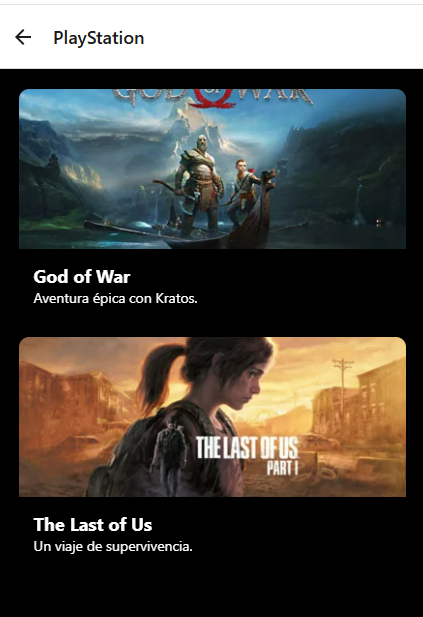 PlayStation
GOD OF WAR
God of War
Aventura épica con Kratos.
THE LAST OF US
PART I
The Last of Us
Un viaje de supervivencia.